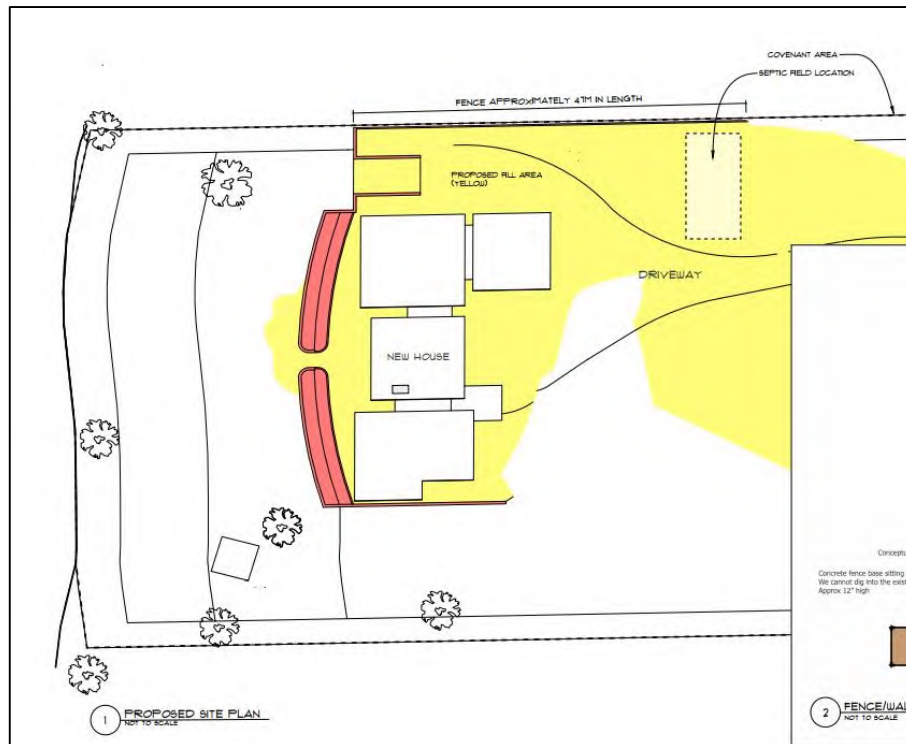 COVENANT AREA
SEPTIC FIELD LOCATION
FENCE APPROXIMATELY 47M IN LENGTH
PROPOSED FILL AREA
(YELLOW)
DRIVEWAY
NEW HOUSE
Conceptu
Concrete fence base sitting
We cannot dig into the exist
Approx 12" high
1 PROPOSED SITE PLAN
NOT TO SCALE
2 FENCE/WAL
NOT TO SCALE